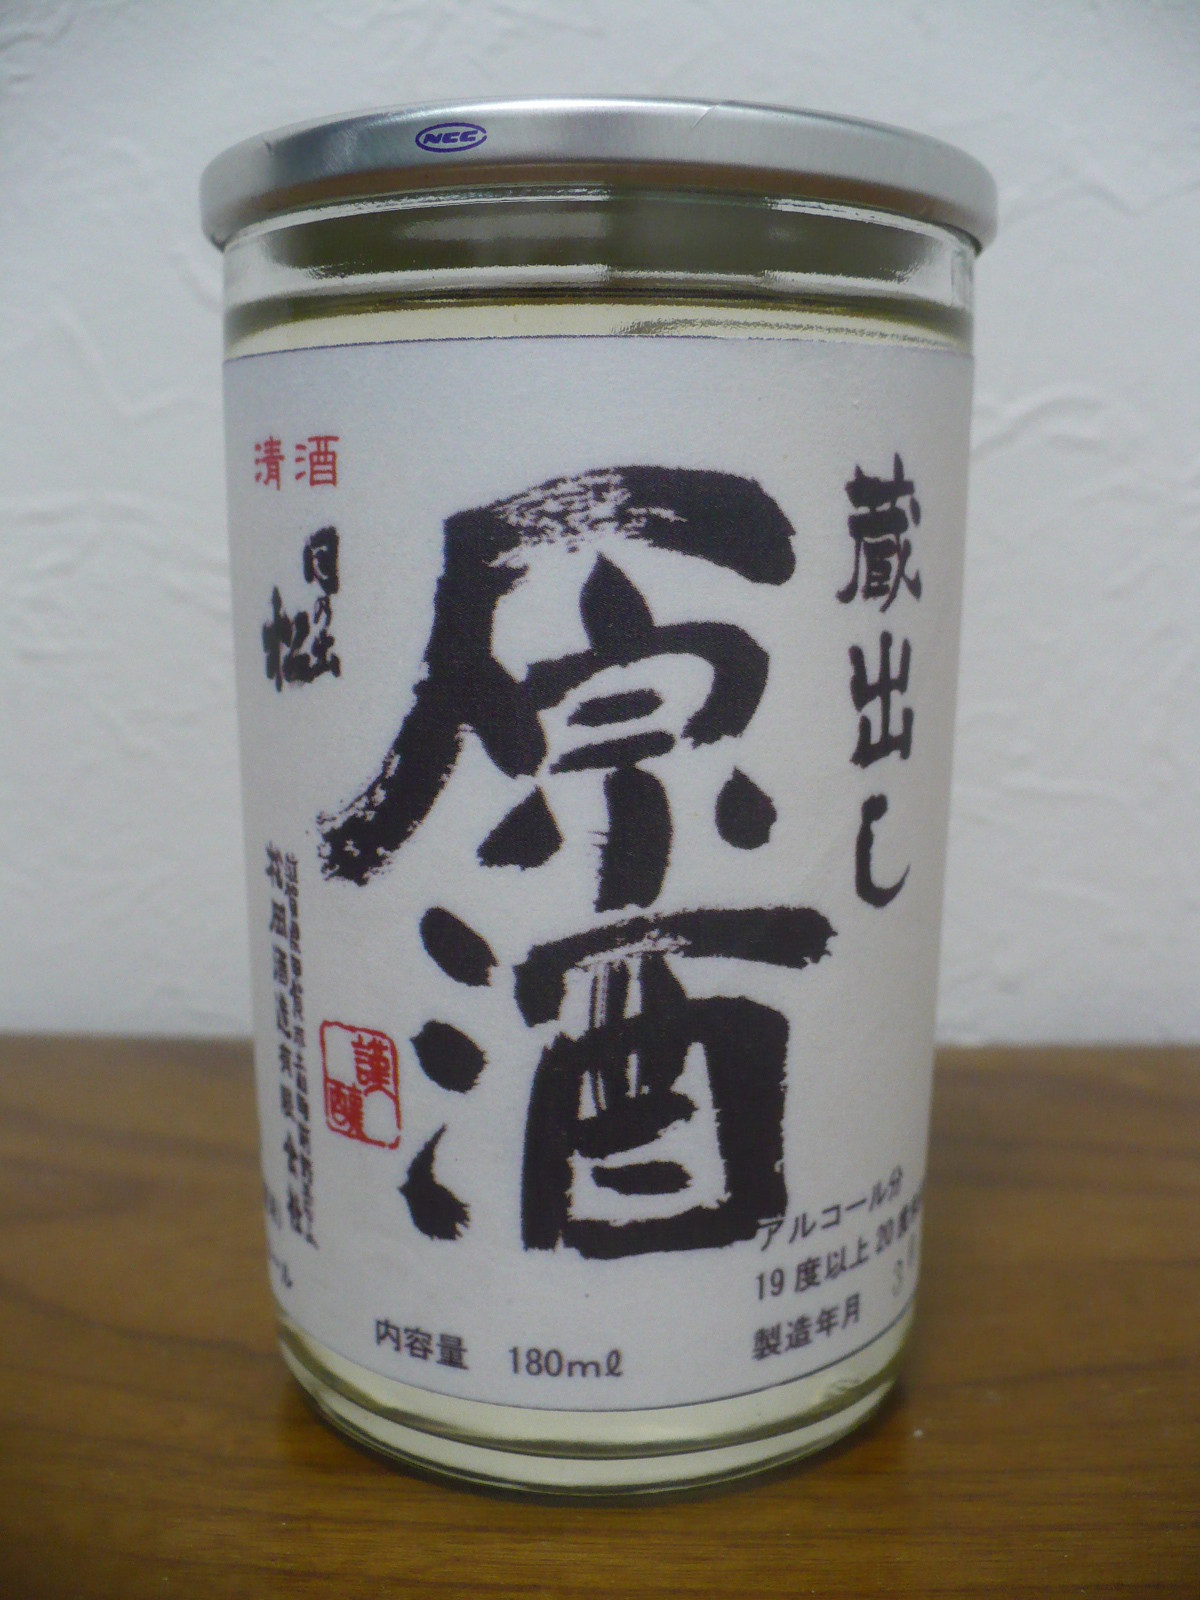 NCC
蔵出し
原酒
清酒
日の出
松
謹
醸
酒造有限会社
アルコール分
19度以上20度
製造年月
内容量 180ml